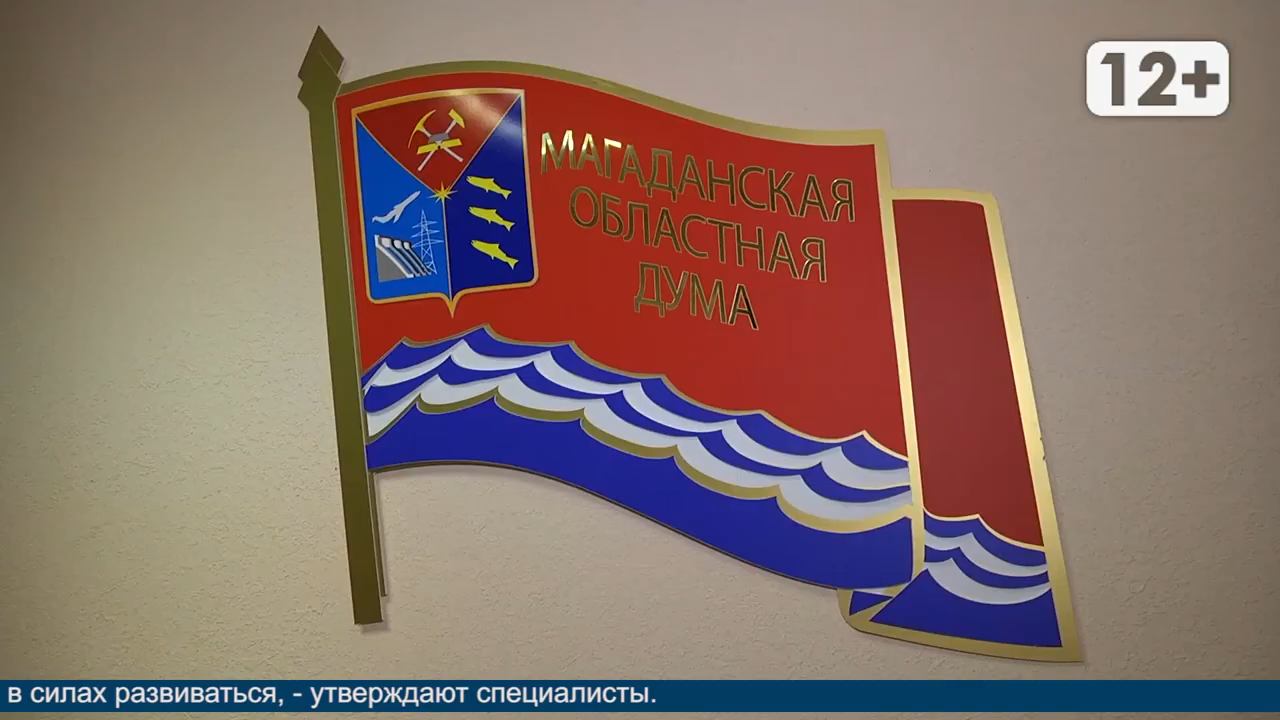 12+
МАГАДАНСКАЯ
ОБЛАСТНАЯ
ДУМА
в силах развиваться, - утверждают специалисты.